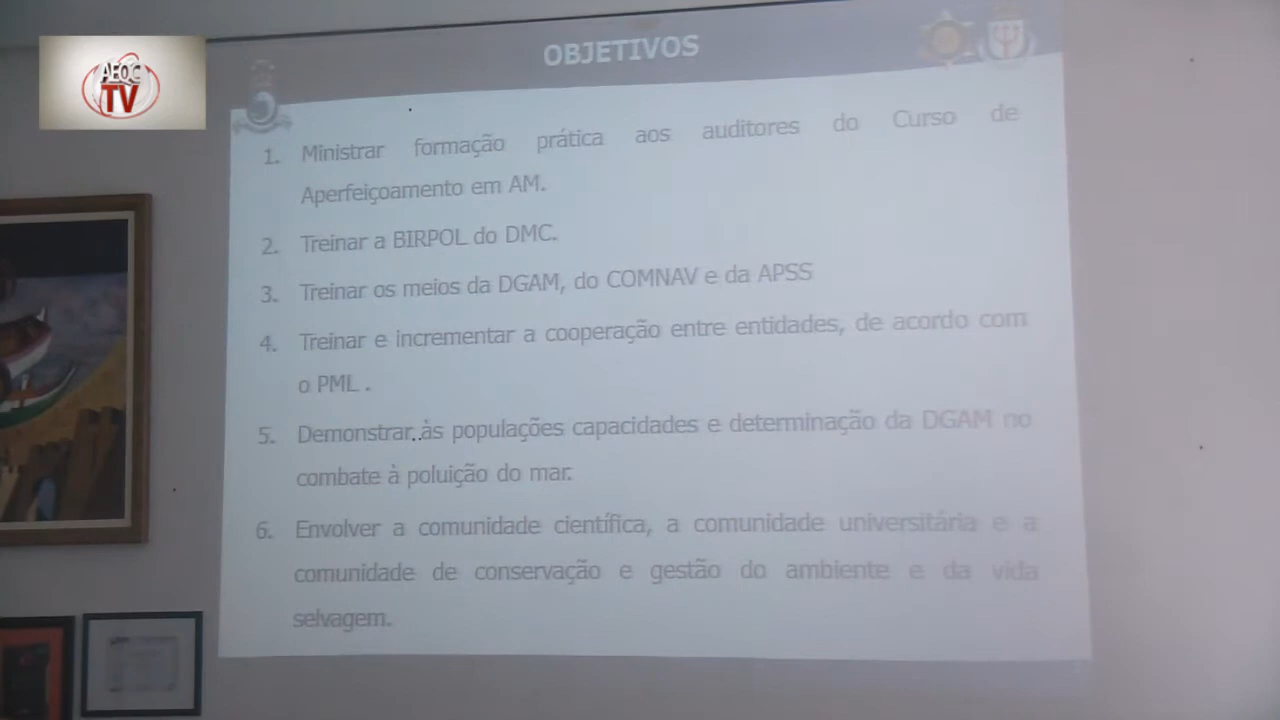 AEQC
TV
OBJETIVOS
1. Ministrar formação prática aos auditores do Curso de
Aperfeiçoamento em AM.
2. Treinar a BIRPOL do DMC.
3. Treinar os meios da DGAM, do COMNAV e da APSS
4. Treinar e incrementar a cooperação entre entidades, de acordo com
o PML .
5. Demonstrar às populações capacidades e determinação da DGAM no
combate à poluição do mar.
6. Envolver a comunidade científica, a comunidade universitária e a
comunidade de conservação e gestão do ambiente e da vida
selvagem.